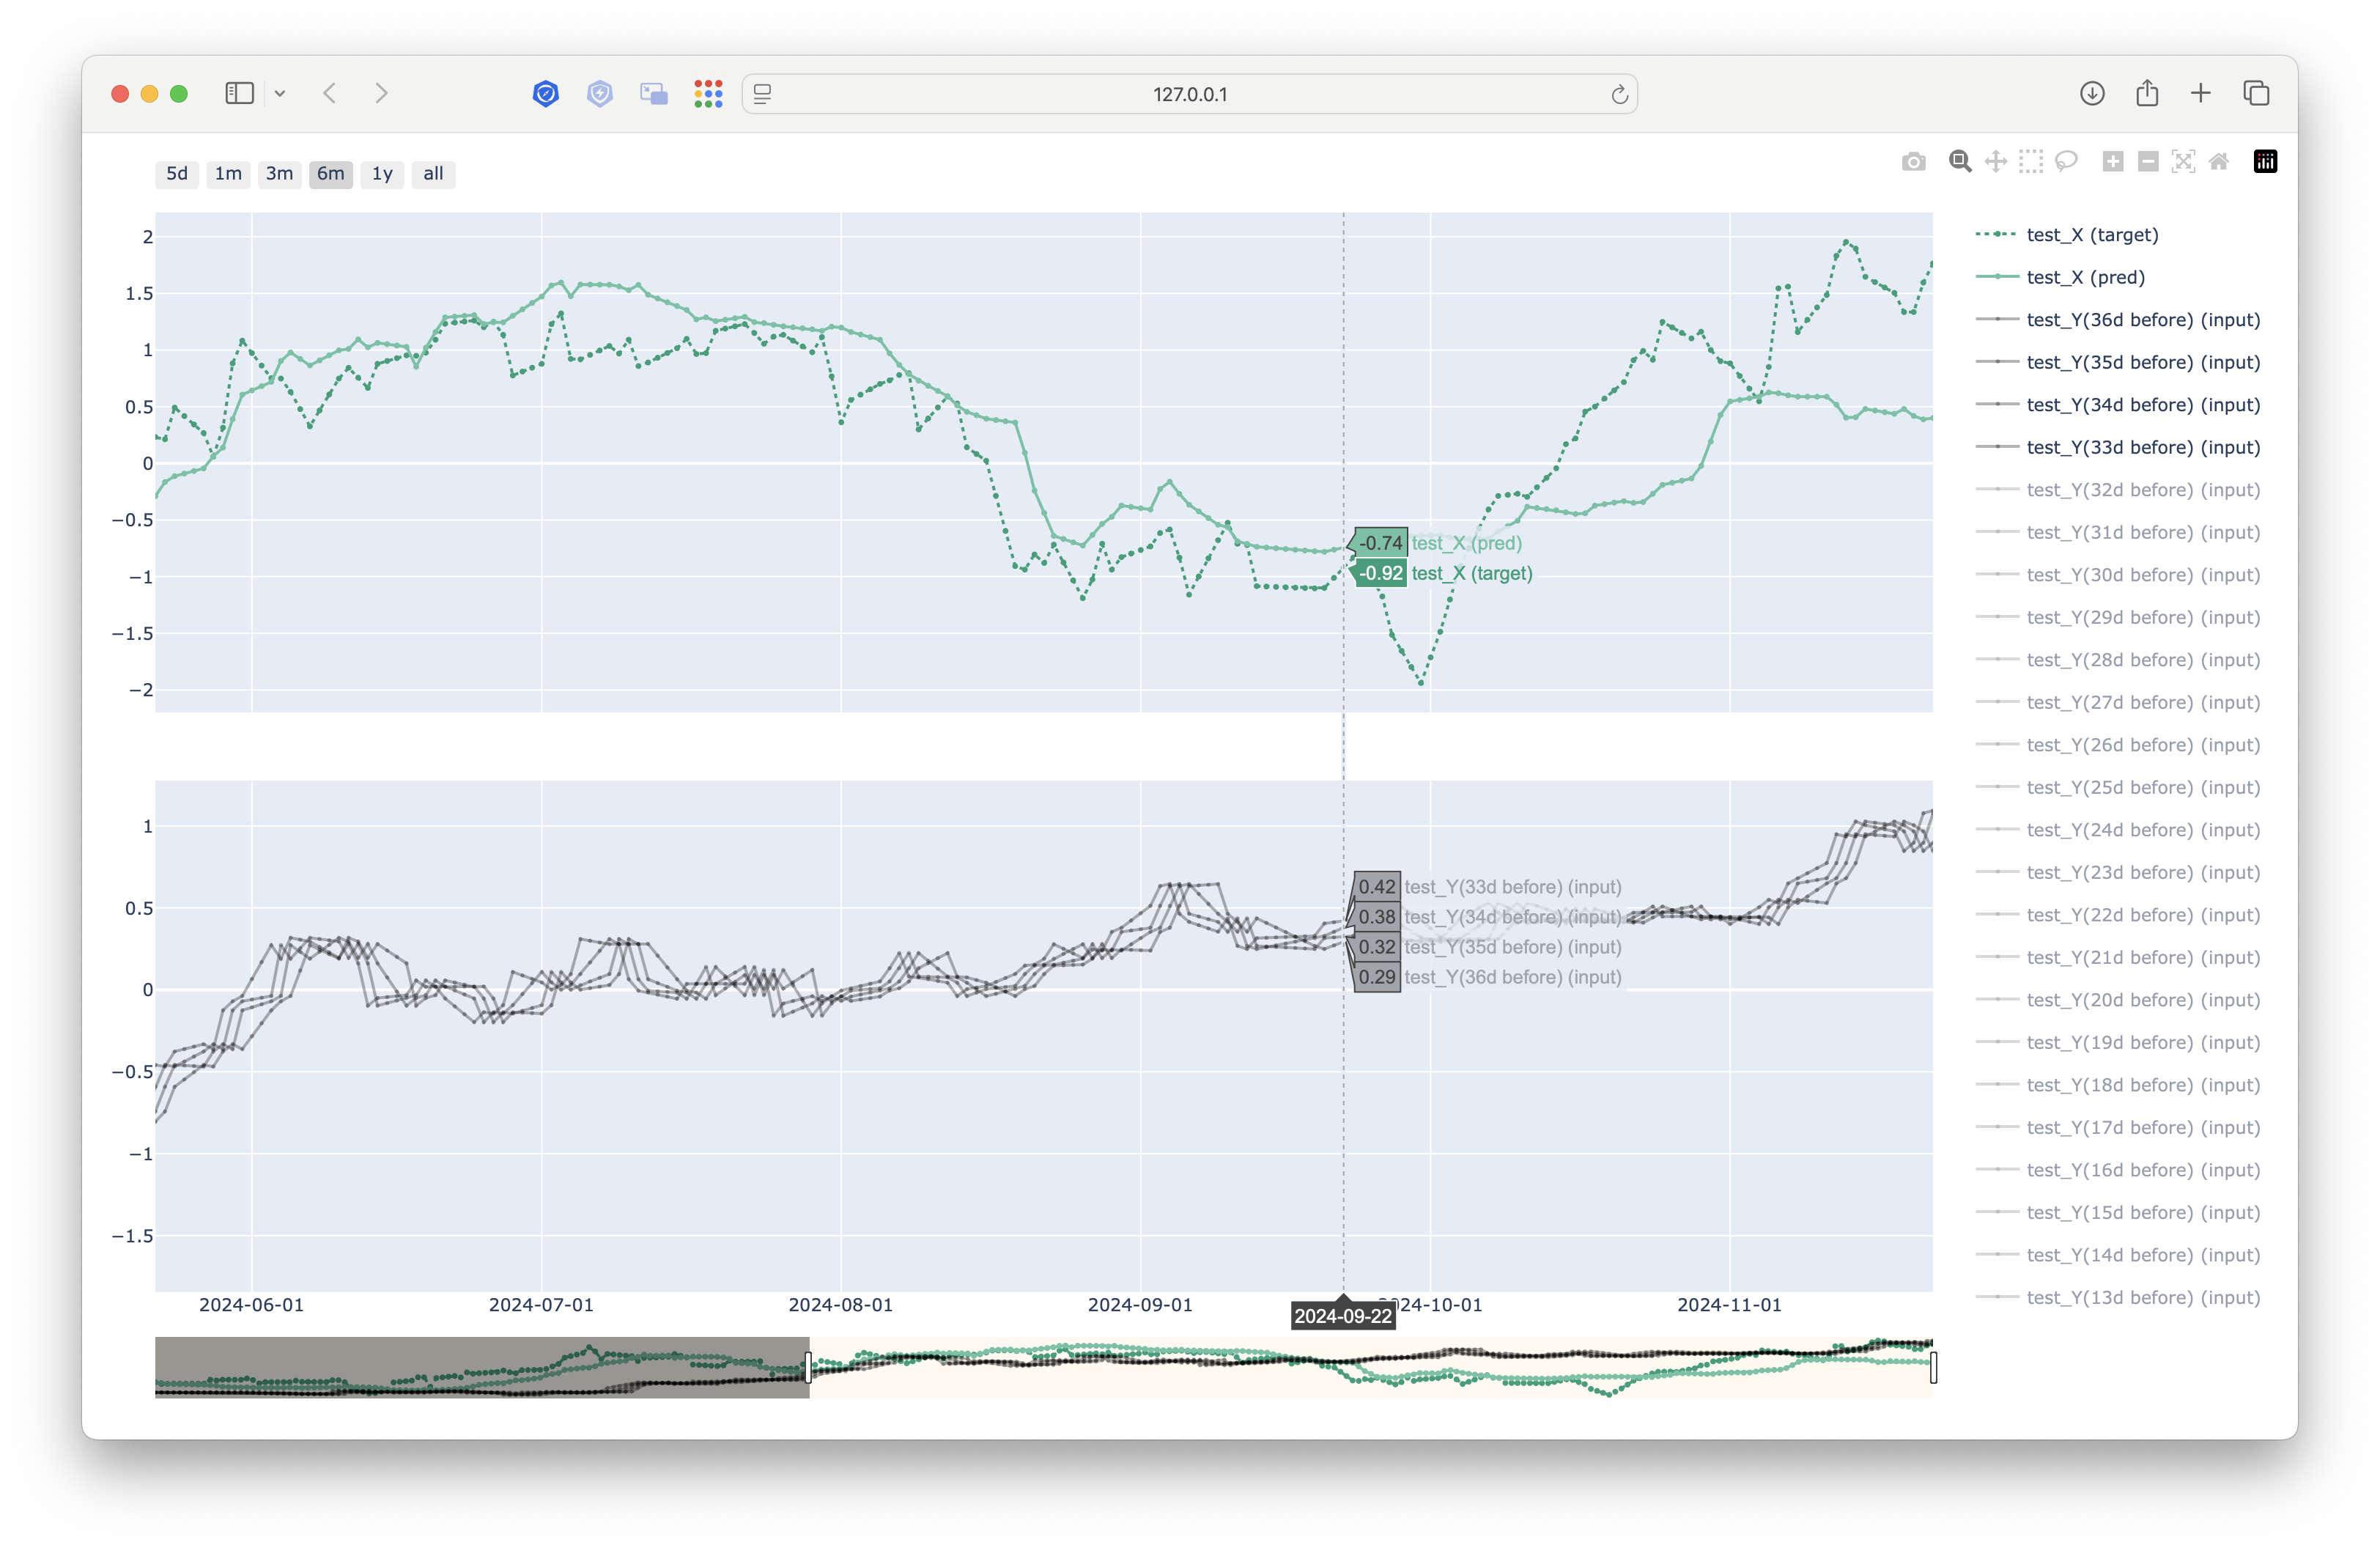 127.0.0.1
5d 1m 3m 6m 1y all
2
1.5
1
0.5
0
−0.5
−1
−1.5
−2
-0.74 test_X (pred)
-0.92 test_X (target)
1
0.5
0
−0.5
−1
−1.5
0.42 test_Y(33d before) (input)
0.38 test_Y(34d before) (input)
0.32 test_Y(35d before) (input)
0.29 test_Y(36d before) (input)
2024-06-01 2024-07-01 2024-08-01 2024-09-01 2024-10-01 2024-11-01
2024-09-22
test_X (target)
test_X (pred)
test_Y(36d before) (input)
test_Y(35d before) (input)
test_Y(34d before) (input)
test_Y(33d before) (input)
test_Y(32d before) (input)
test_Y(31d before) (input)
test_Y(30d before) (input)
test_Y(29d before) (input)
test_Y(28d before) (input)
test_Y(27d before) (input)
test_Y(26d before) (input)
test_Y(25d before) (input)
test_Y(24d before) (input)
test_Y(23d before) (input)
test_Y(22d before) (input)
test_Y(21d before) (input)
test_Y(20d before) (input)
test_Y(19d before) (input)
test_Y(18d before) (input)
test_Y(17d before) (input)
test_Y(16d before) (input)
test_Y(15d before) (input)
test_Y(14d before) (input)
test_Y(13d before) (input)